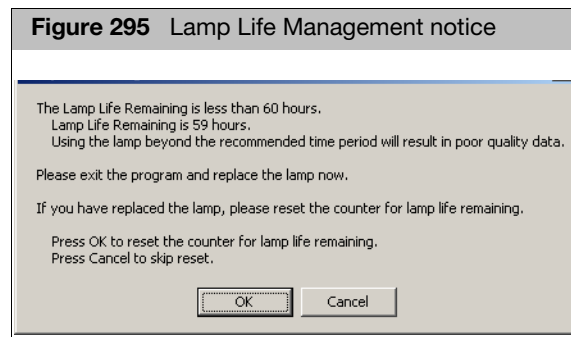 Figure 295 Lamp Life Management notice
The Lamp Life Remaining is less than 60 hours.
Lamp Life Remaining is 59 hours.
Using the lamp beyond the recommended time period will result in poor quality data.
Please exit the program and replace the lamp now.
If you have replaced the lamp, please reset the counter for lamp life remaining.
Press OK to reset the counter for lamp life remaining.
Press Cancel to skip reset.
OK Cancel